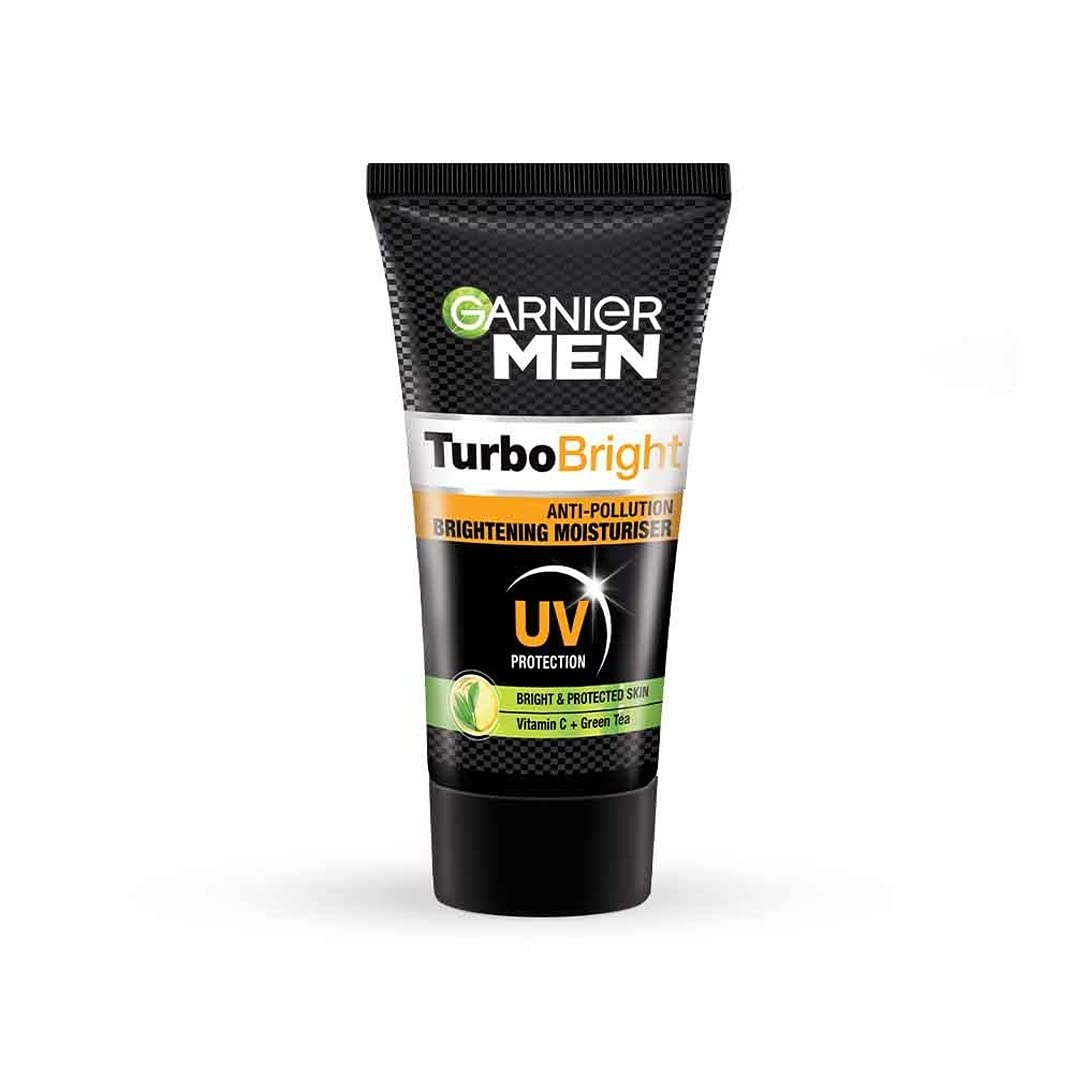 GARNIER
MEN
TurboBright
ANTI-POLLUTION
BRIGHTENING MOISTURISER
UV
PROTECTION
BRIGHT & PROTECTED SKIN
Vitamin C + Green Tea